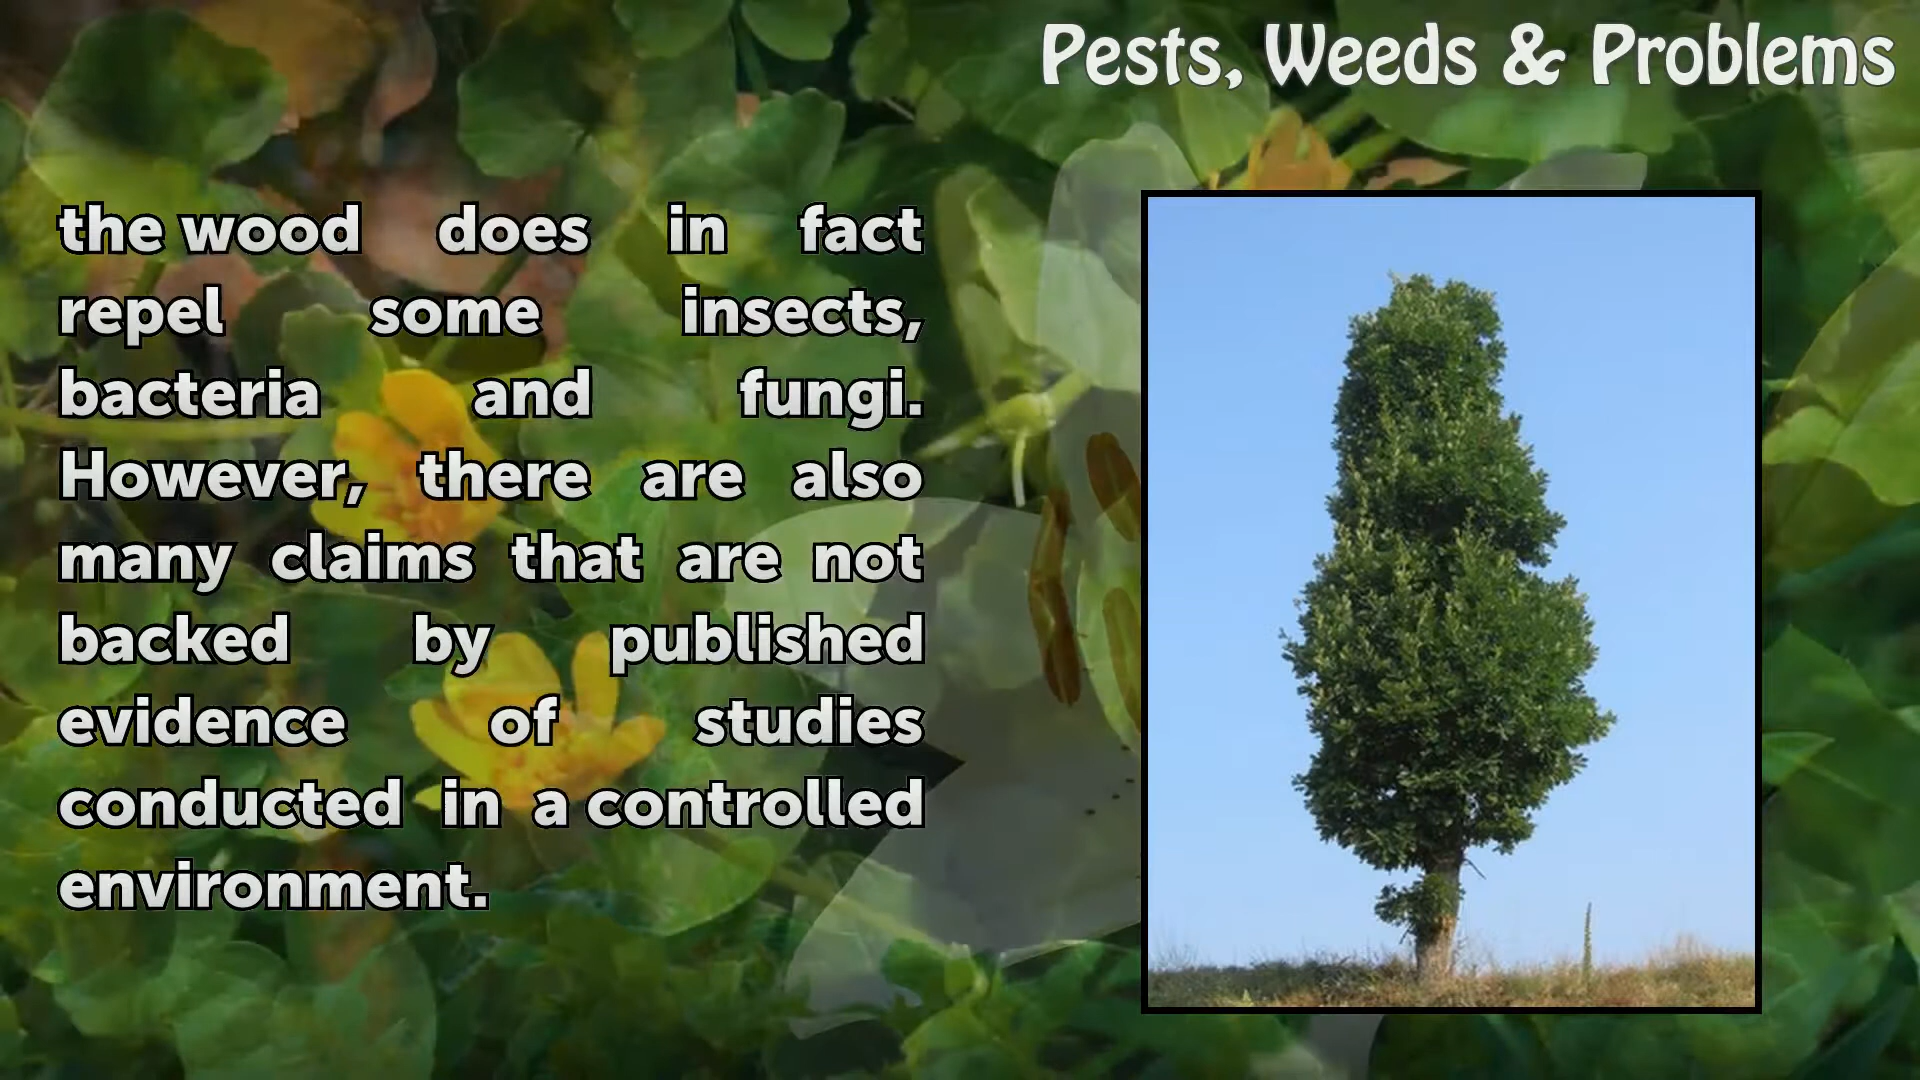 Pests, Weeds & Problems
the wood does in fact
repel some insects,
bacteria and fungi.
However, there are also
many claims that are not
backed by published
evidence of studies
conducted in a controlled
environment.